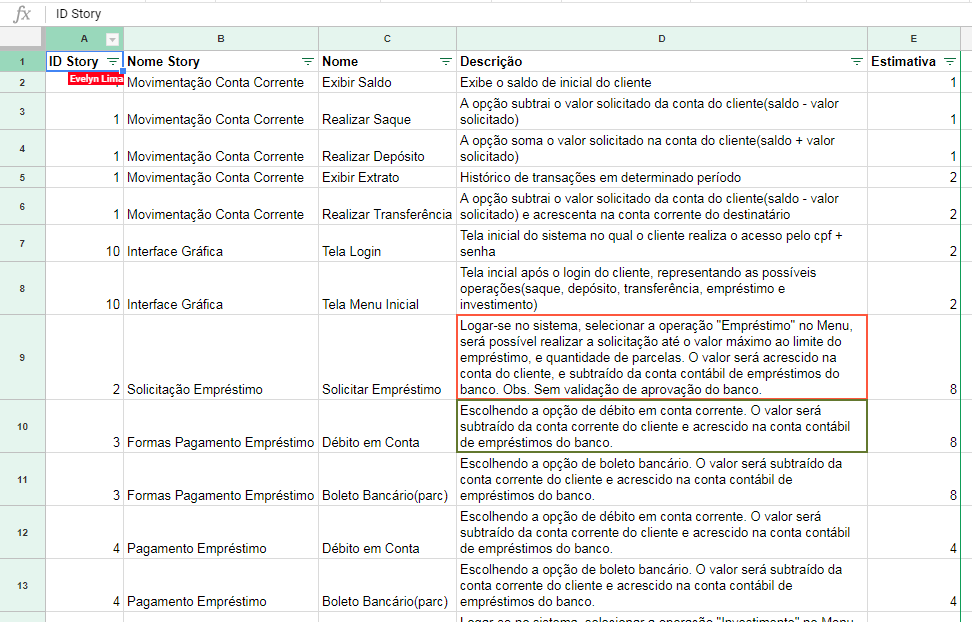 fx ID Story
A B C D E
1 ID Story Nome Story Nome Descrição Estimativa
Evelyn Lima
2 Movimentação Conta Corrente Exibir Saldo Exibe o saldo de inicial do cliente 1
3 1 Movimentação Conta Corrente Realizar Saque A opção subtrai o valor solicitado da conta do cliente(saldo - valor
solicitado) 1
4 1 Movimentação Conta Corrente Realizar Depósito A opção soma o valor solicitado na conta do cliente(saldo + valor
solicitado) 1
5 1 Movimentação Conta Corrente Exibir Extrato Histórico de transações em determinado período 2
6 1 Movimentação Conta Corrente Realizar Transferência A opção subtrai o valor solicitado da conta do cliente(saldo - valor
solicitado) e acrescenta na conta corrente do destinatário 2
7 10 Interface Gráfica Tela Login Tela inicial do sistema no qual o cliente realiza o acesso pelo cpf +
senha 2
8 10 Interface Gráfica Tela Menu Inicial Tela incial após o login do cliente, representando as possíveis
operações(saque, depósito, transferência, empréstimo e
investimento) 2
9 2 Solicitação Empréstimo Solicitar Empréstimo Logar-se no sistema, selecionar a operação "Empréstimo" no Menu,
será possível realizar a solicitação até o valor máximo ao limite do
empréstimo, e quantidade de parcelas. O valor será acrescido na
conta do cliente, e subtraído da conta contábil de empréstimos do
banco. Obs. Sem validação de aprovação do banco. 8
10 3 Formas Pagamento Empréstimo Débito em Conta Escolhendo a opção de débito em conta corrente. O valor será
subtraído da conta corrente do cliente e acrescido na conta contábil
de empréstimos do banco. 8
11 3 Formas Pagamento Empréstimo Boleto Bancário(parc) Escolhendo a opção de boleto bancário. O valor será subtraído da
conta corrente do cliente e acrescido na conta contábil de
empréstimos do banco. 8
12 4 Pagamento Empréstimo Débito em Conta Escolhendo a opção de débito em conta corrente. O valor será
subtraído da conta corrente do cliente e acrescido na conta contábil
de empréstimos do banco. 4
13 4 Pagamento Empréstimo Boleto Bancário(parc) Escolhendo a opção de boleto bancário. O valor será subtraído da
conta corrente do cliente e acrescido na conta contábil de
empréstimos do banco. 4
Logar-se no sistema, selecionar a operação "Investimento" no Menu